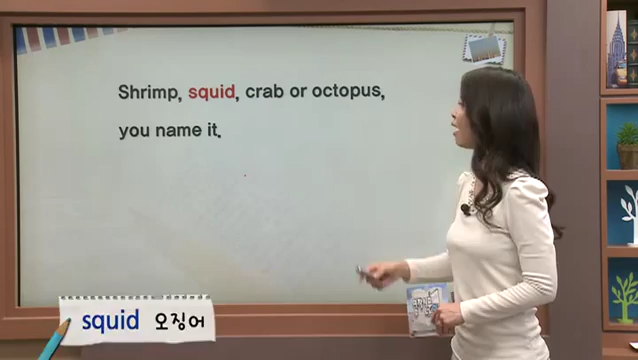 Shrimp, squid, crab or octopus,
you name it.
squid 오징어